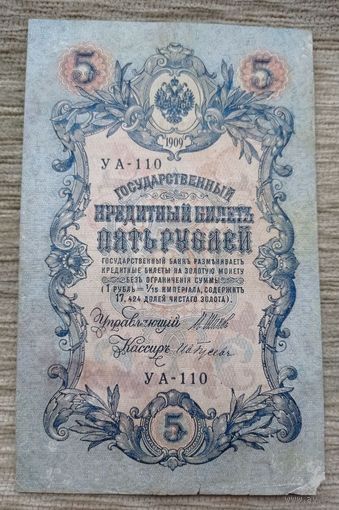 5 5
1909
УА-110
ГОСУДАРСТВЕННЫЙ
КРЕДИТНЫЙ БИЛЕТЪ
ПЯТЬ РУБЛЕЙ
ГОСУДАРСТВЕННЫЙ БАНКЪ РАЗМѢНИВАЕТЪ
КРЕДИТНЫЕ БИЛЕТЫ НА ЗОЛОТУЮ МОНЕТУ
БЕЗЪ ОГРАНИЧЕНІЯ СУММЫ
(1 РУБЛЬ = 1/15 ИМПЕРІАЛА, СОДЕРЖИТЪ
17,424 ДОЛЕЙ ЧИСТАГО ЗОЛОТА).
Управляющій
Кассиръ
УА-110
5